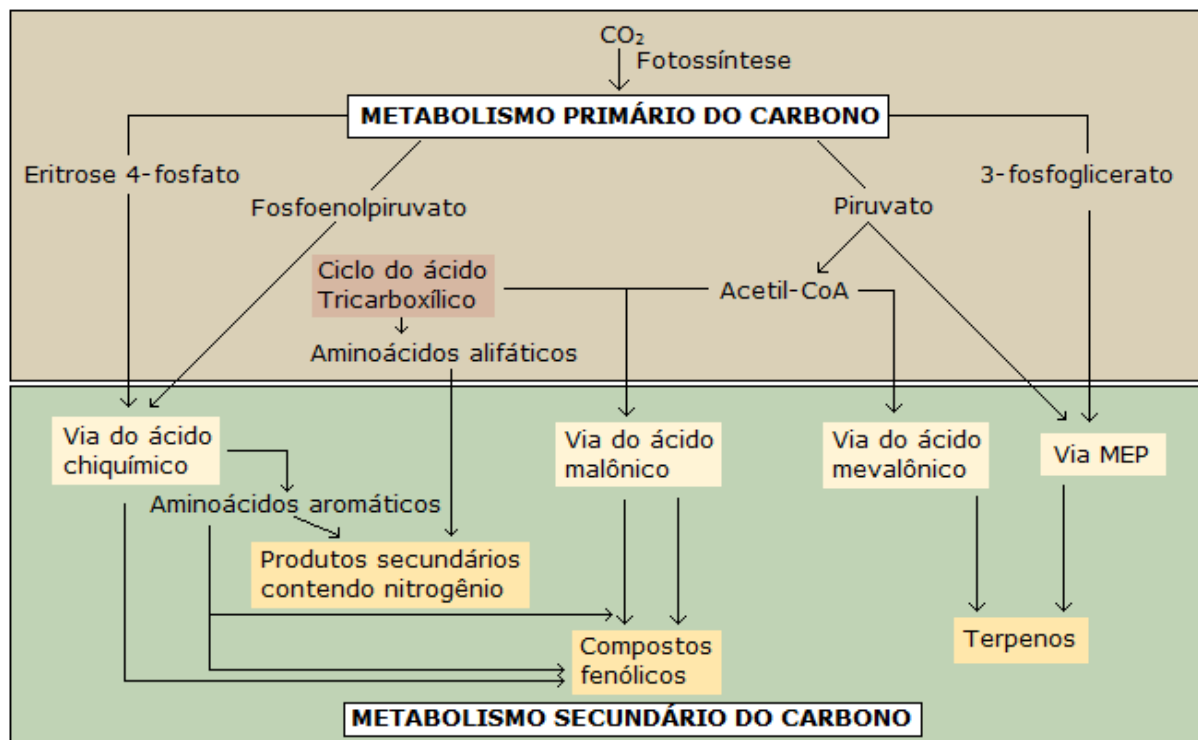 CO₂
Fotossíntese
METABOLISMO PRIMÁRIO DO CARBONO
Eritrose 4-fosfato
3-fosfoglicerato
Fosfoenolpiruvato
Piruvato
Ciclo do ácido
Tricarboxílico
Acetil-CoA
Aminoácidos alifáticos
Via do ácido
chiquímico
Via do ácido
malônico
Via do ácido
mevalônico
Via MEP
Aminoácidos aromáticos
Produtos secundários
contendo nitrogênio
Compostos
fenólicos
Terpenos
METABOLISMO SECUNDÁRIO DO CARBONO